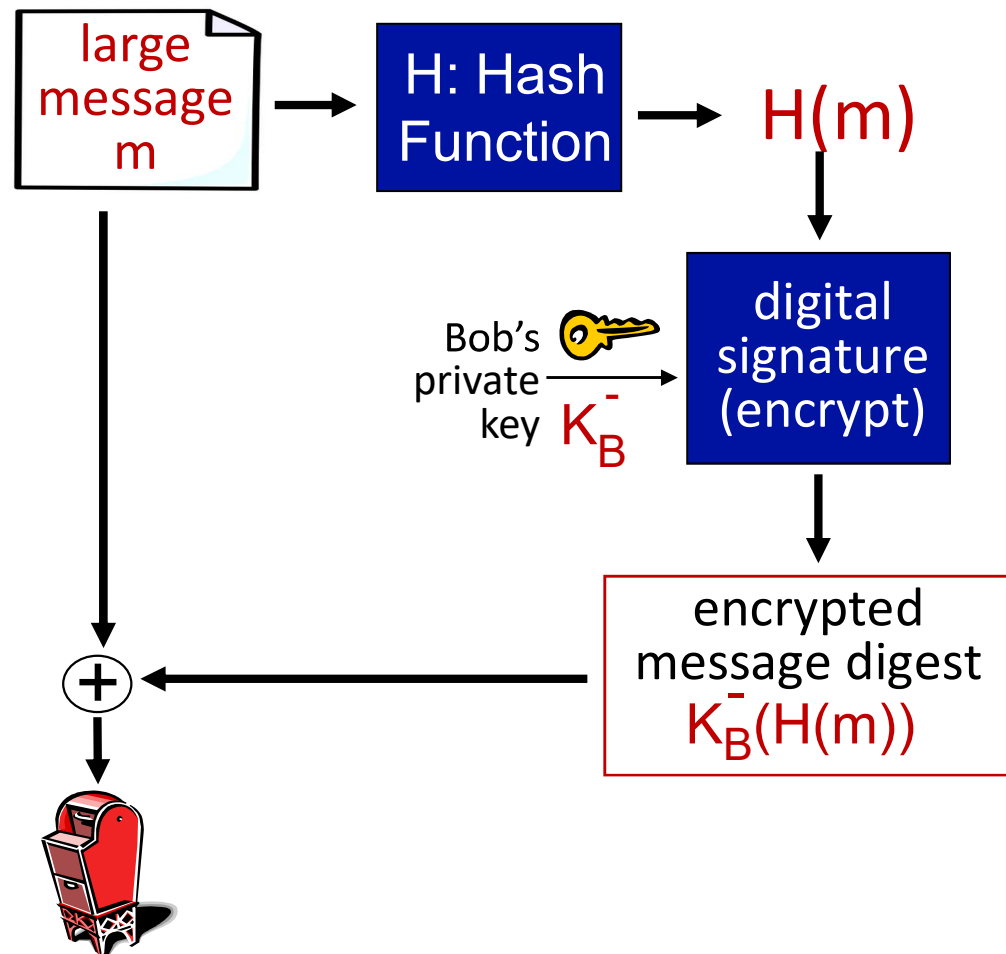 large
message
m
H: Hash
Function
H(m)
Bob’s
private
key K_B^-
digital
signature
(encrypt)
encrypted
message digest
K_B^-(H(m))
+